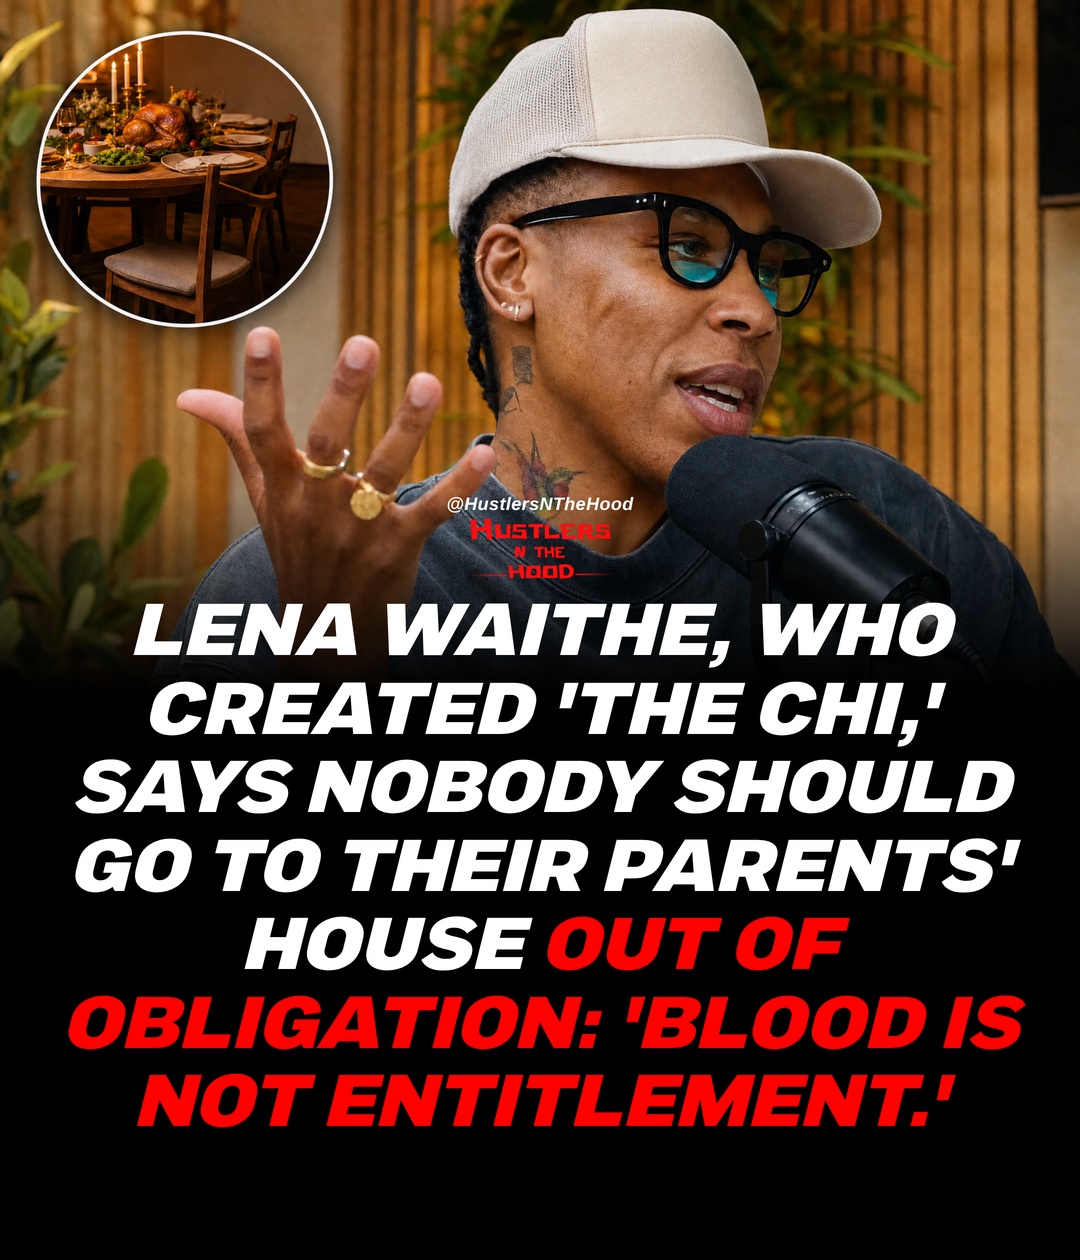 @HustlersNTheHood
HUSTLERS
N THE
HOOD
LENA WAITHE, WHO
CREATED 'THE CHI,'
SAYS NOBODY SHOULD
GO TO THEIR PARENTS'
HOUSE OUT OF
OBLIGATION: 'BLOOD IS
NOT ENTITLEMENT.'